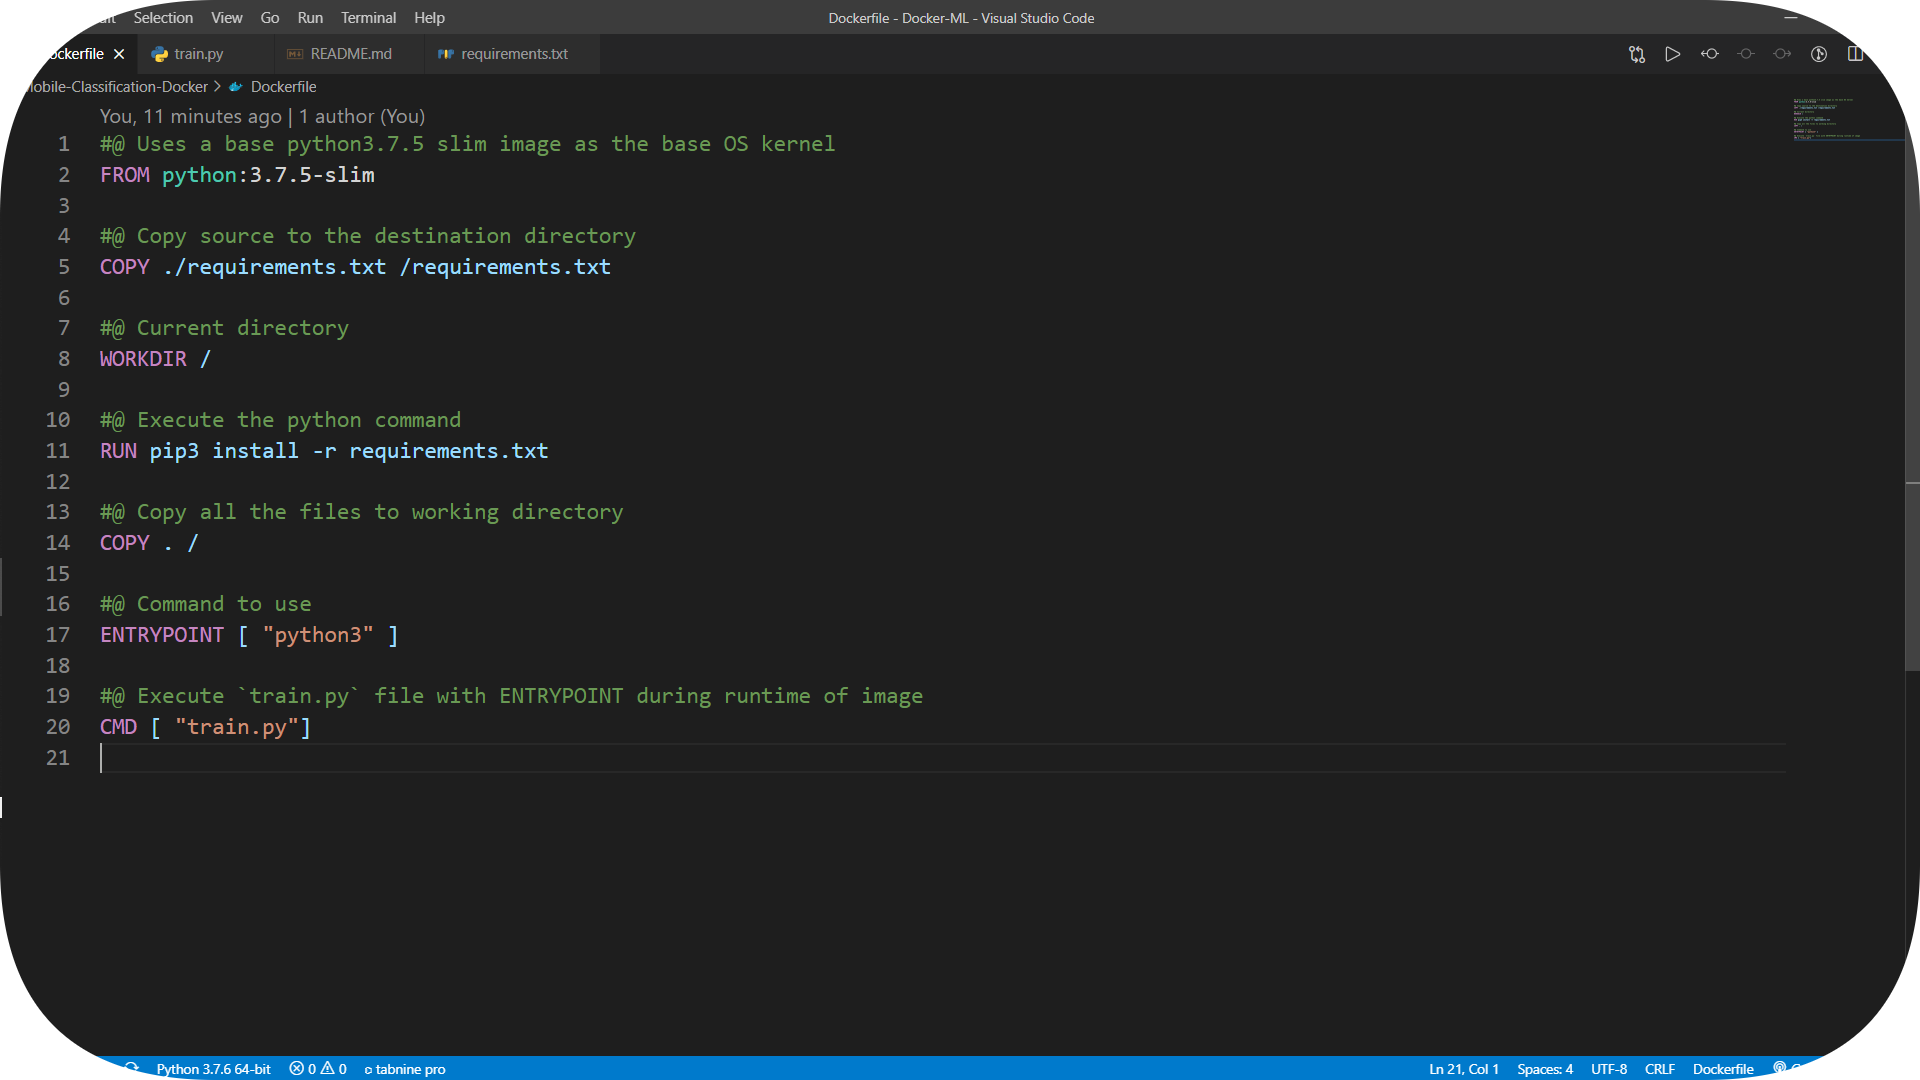 Selection View Go Run Terminal Help
Dockerfile - Docker-ML - Visual Studio Code
ockerfile train.py README.md requirements.txt
obile-Classification-Docker > Dockerfile
You, 11 minutes ago | 1 author (You)
1 #@ Uses a base python3.7.5 slim image as the base OS kernel
2 FROM python:3.7.5-slim
3
4 #@ Copy source to the destination directory
5 COPY ./requirements.txt /requirements.txt
6
7 #@ Current directory
8 WORKDIR /
9
10 #@ Execute the python command
11 RUN pip3 install -r requirements.txt
12
13 #@ Copy all the files to working directory
14 COPY . /
15
16 #@ Command to use
17 ENTRYPOINT [ "python3" ]
18
19 #@ Execute `train.py` file with ENTRYPOINT during runtime of image
20 CMD [ "train.py"]
21
Python 3.7.6 64-bit 0 0 tabnine pro
Ln 21, Col 1 Spaces: 4 UTF-8 CRLF Dockerfile